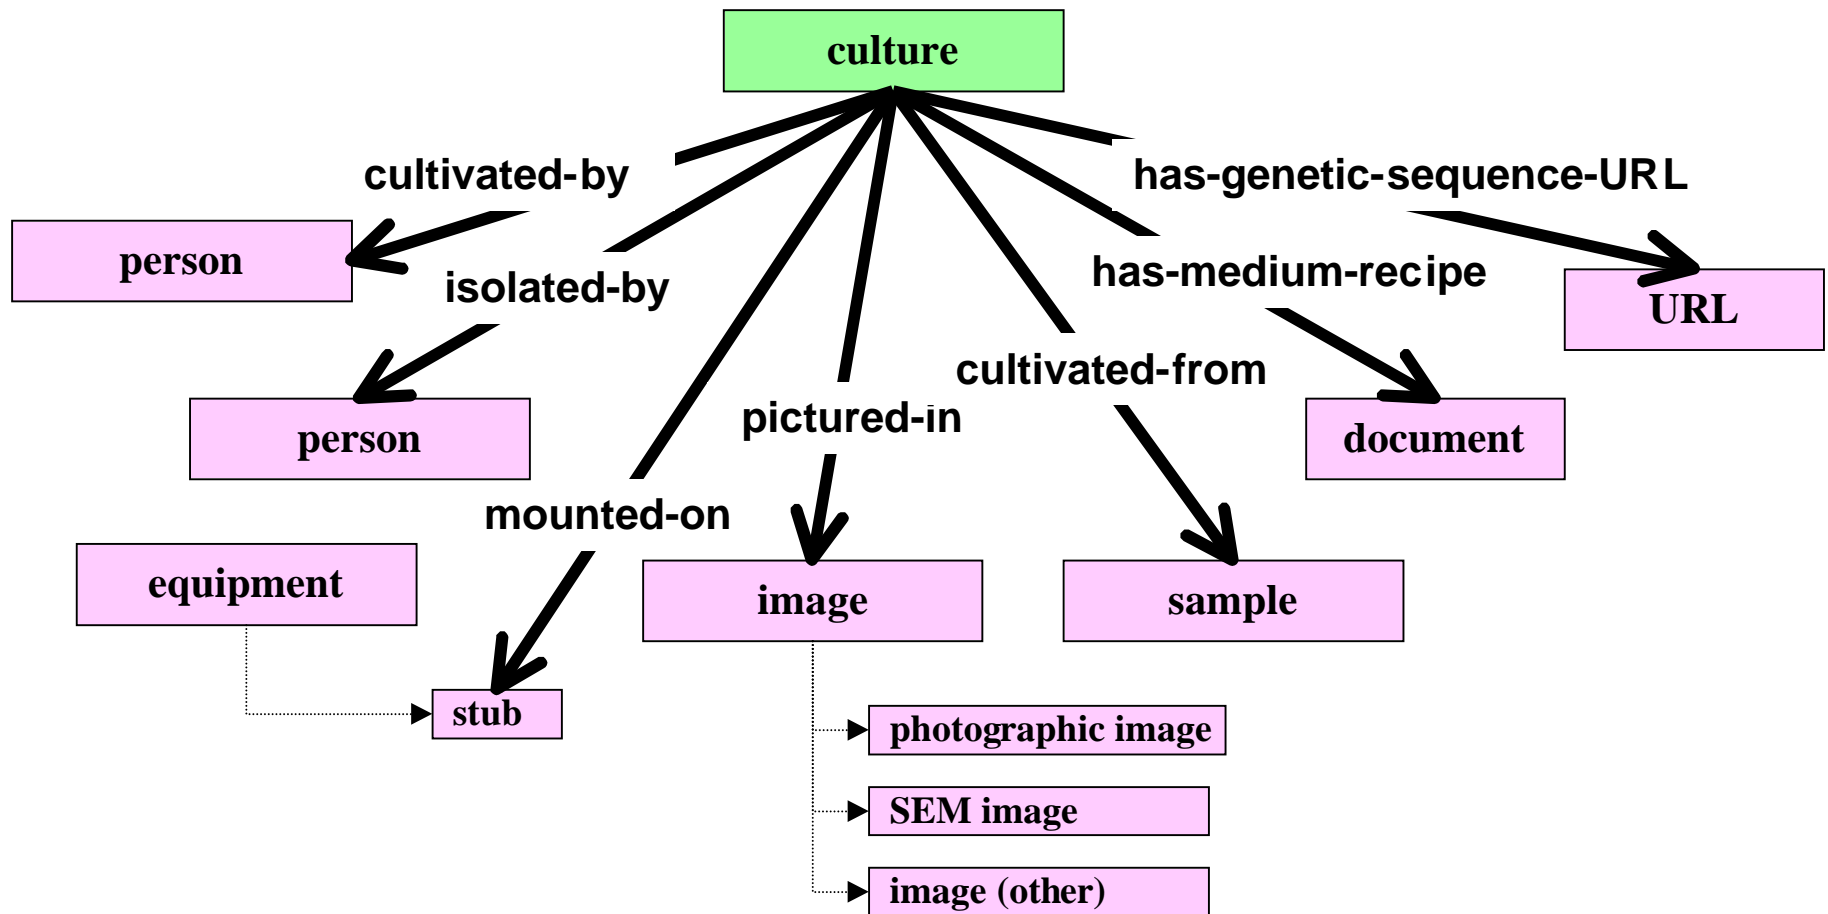 culture
cultivated-by
has-genetic-sequence-URL
person
isolated-by
has-medium-recipe
URL
cultivated-from
pictured-in
person
document
mounted-on
equipment
image
sample
stub
photographic image
SEM image
image (other)